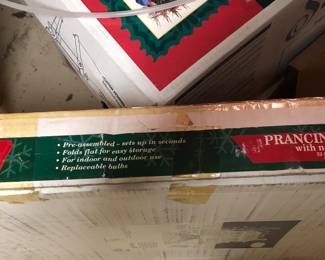 • Pre-assembled – sets up in seconds
• Folds flat for easy storage
• For indoor and outdoor use
• Replaceable bulbs
PRANCIN
with